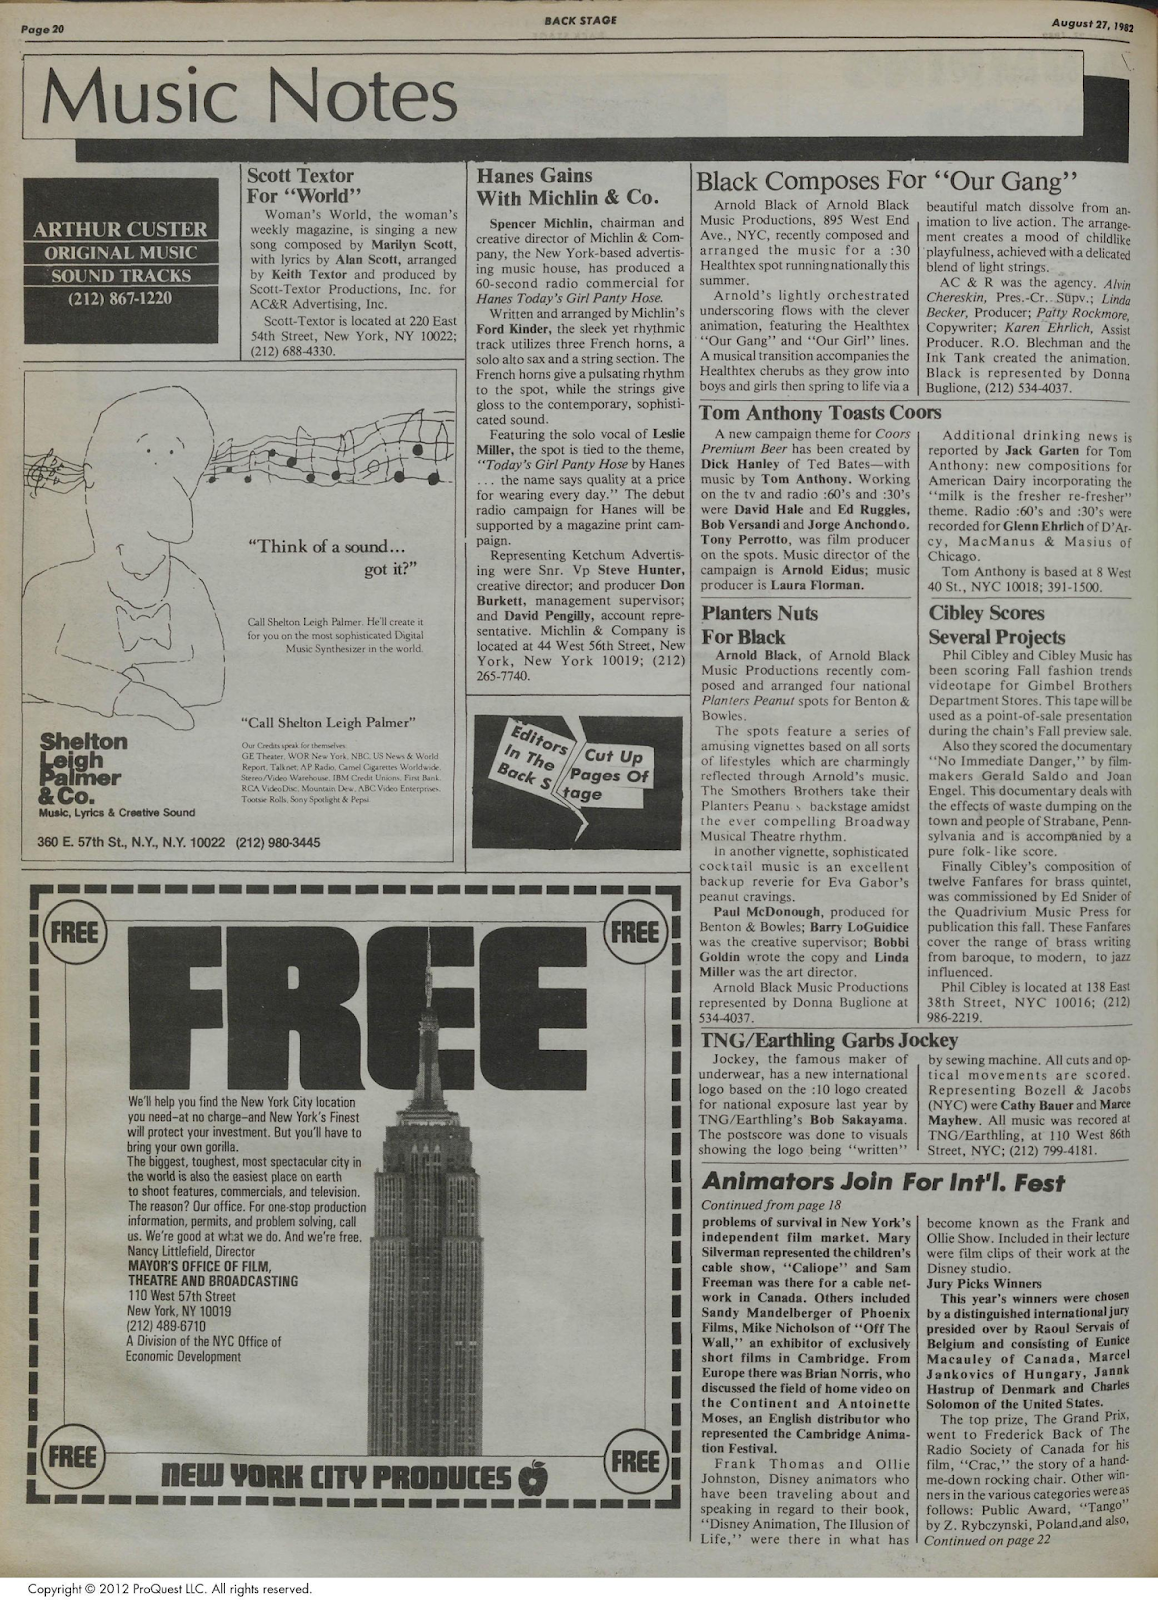 Page 20
BACK STAGE
August 27, 1982
Music Notes
ARTHUR CUSTER
ORIGINAL MUSIC
SOUND TRACKS
(212) 867-1220
Scott Textor
For "World"
Woman's World, the woman's
weekly magazine, is singing a new
song composed by Marilyn Scott,
with lyrics by Alan Scott, arranged
by Keith Textor and produced by
Scott-Textor Productions, Inc. for
AC&R Advertising, Inc.
Scott-Textor is located at 220 East
54th Street, New York, NY 10022;
(212) 688-4330.
"Think of a sound...
got it?"
Call Shelton Leigh Palmer. He'll create it
for you on the most sophisticated Digital
Music Synthesizer in the world.
"Call Shelton Leigh Palmer"
Our Credits speak for themselves
GE Theater, WOR New York, NBC, US News & World
Report, Talknet, AP Radio, Camel Cigarettes Worldwide,
Stereo/Video Warehouse, IBM Credit Unions, First Bank,
RCA VideoDisc, Mountain Dew, ABC Video Enterprises,
Tootsie Rolls, Sony Spotlight & Pepsi
Shelton
Leigh
Palmer
& Co.
Music, Lyrics & Creative Sound
360 E. 57th St., N.Y., N.Y. 10022 (212) 980-3445
Hanes Gains
With Michlin & Co.
Spencer Michlin, chairman and
creative director of Michlin & Com-
pany, the New York-based advertis-
ing music house, has produced a
60-second radio commercial for
Hanes Today's Girl Panty Hose.
Written and arranged by Michlin's
Ford Kinder, the sleek yet rhythmic
track utilizes three French horns, a
solo alto sax and a string section. The
French horns give a pulsating rhythm
to the spot, while the strings give
gloss to the contemporary, sophisti-
cated sound.
Featuring the solo vocal of Leslie
Miller, the spot is tied to the theme,
"Today's Girl Panty Hose by Hanes
... the name says quality at a price
for wearing every day." The debut
radio campaign for Hanes will be
supported by a magazine print cam-
paign.
Representing Ketchum Advertis-
ing were Snr. Vp Steve Hunter,
creative director; and producer Don
Burkett, management supervisor;
and David Pengilly, account repre-
sentative. Michlin & Company is
located at 44 West 56th Street, New
York, New York 10019; (212)
265-7740.
Editors Cut Up
In The Pages Of
Back Stage
FREE
FREE
FREE
We'll help you find the New York City location
you need–at no charge–and New York's Finest
will protect your investment. But you'll have to
bring your own gorilla.
The biggest, toughest, most spectacular city in
the world is also the easiest place on earth
to shoot features, commercials, and television.
The reason? Our office. For one-stop production
information, permits, and problem solving, call
us. We're good at what we do. And we're free.
Nancy Littlefield, Director
MAYOR'S OFFICE OF FILM,
THEATRE AND BROADCASTING
110 West 57th Street
New York, NY 10019
(212) 489-6710
A Division of the NYC Office of
Economic Development
FREE
FREE
NEW YORK CITY PRODUCES
Black Composes For "Our Gang"
Arnold Black of Arnold Black
Music Productions, 895 West End
Ave., NYC, recently composed and
arranged the music for a :30
Healthtex spot running nationally this
summer.
Arnold's lightly orchestrated
underscoring flows with the clever
animation, featuring the Healthtex
"Our Gang" and "Our Girl" lines.
A musical transition accompanies the
Healthtex cherubs as they grow into
boys and girls then spring to life via a
beautiful match dissolve from an-
imation to live action. The arrange-
ment creates a mood of childlike
playfulness, achieved with a delicated
blend of light strings.
AC & R was the agency. Alvin
Chereskin, Pres.-Cr. Supv.; Linda
Becker, Producer; Patty Rockmore,
Copywriter; Karen Ehrlich, Assist
Producer. R.O. Blechman and the
Ink Tank created the animation.
Black is represented by Donna
Buglione, (212) 534-4037.
Tom Anthony Toasts Coors
A new campaign theme for Coors
Premium Beer has been created by
Dick Hanley of Ted Bates—with
music by Tom Anthony. Working
on the tv and radio :60's and :30's
were David Hale and Ed Ruggles,
Bob Versandi and Jorge Anchondo.
Tony Perrotto, was film producer
on the spots. Music director of the
campaign is Arnold Eidus; music
producer is Laura Florman.
Additional drinking news is
reported by Jack Garten for Tom
Anthony: new compositions for
American Dairy incorporating the
"milk is the fresher re-fresher"
theme. Radio :60's and :30's were
recorded for Glenn Ehrlich of D'Ar-
cy, MacManus & Masius of
Chicago.
Tom Anthony is based at 8 West
40 St., NYC 10018; 391-1500.
Planters Nuts
For Black
Arnold Black, of Arnold Black
Music Productions recently com-
posed and arranged four national
Planters Peanut spots for Benton &
Bowles.
The spots feature a series of
amusing vignettes based on all sorts
of lifestyles which are charmingly
reflected through Arnold's music.
The Smothers Brothers take their
Planters Peanu s backstage amidst
the ever compelling Broadway
Musical Theatre rhythm.
In another vignette, sophisticated
cocktail music is an excellent
backup reverie for Eva Gabor's
peanut cravings.
Paul McDonough, produced for
Benton & Bowles; Barry LoGuidice
was the creative supervisor; Bobbi
Goldin wrote the copy and Linda
Miller was the art director.
Arnold Black Music Productions
represented by Donna Buglione at
534-4037.
Cibley Scores
Several Projects
Phil Cibley and Cibley Music has
been scoring Fall fashion trends
videotape for Gimbel Brothers
Department Stores. This tape will be
used as a point-of-sale presentation
during the chain's Fall preview sale.
Also they scored the documentary
"No Immediate Danger," by film-
makers Gerald Saldo and Joan
Engel. This documentary deals with
the effects of waste dumping on the
town and people of Strabane, Penn-
sylvania and is accompanied by a
pure folk-like score.
Finally Cibley's composition of
twelve Fanfares for brass quintet,
was commissioned by Ed Snider of
the Quadrivium Music Press for
publication this fall. These Fanfares
cover the range of brass writing
from baroque, to modern, to jazz
influenced.
Phil Cibley is located at 138 East
38th Street, NYC 10016; (212)
986-2219.
TNG/Earthling Garbs Jockey
Jockey, the famous maker of
underwear, has a new international
logo based on the :10 logo created
for national exposure last year by
TNG/Earthling's Bob Sakayama.
The postscore was done to visuals
showing the logo being "written"
by sewing machine. All cuts and op-
tical movements are scored.
Representing Bozell & Jacobs
(NYC) were Cathy Bauer and Marce
Mayhew. All music was recored at
TNG/Earthling, at 110 West 86th
Street, NYC; (212) 799-4181.
Animators Join For Int'l. Fest
Continued from page 18
problems of survival in New York's
independent film market. Mary
Silverman represented the children's
cable show, "Caliope" and Sam
Freeman was there for a cable net-
work in Canada. Others included
Sandy Mandelberger of Phoenix
Films, Mike Nicholson of "Off The
Wall," an exhibitor of exclusively
short films in Cambridge. From
Europe there was Brian Norris, who
discussed the field of home video on
the Continent and Antoinette
Moses, an English distributor who
represented the Cambridge Anima-
tion Festival.
Frank Thomas and Ollie
Johnston, Disney animators who
have been traveling about and
speaking in regard to their book,
"Disney Animation, The Illusion of
Life," were there in what has
become known as the Frank and
Ollie Show. Included in their lecture
were film clips of their work at the
Disney studio.
Jury Picks Winners
This year's winners were chosen
by a distinguished international jury
presided over by Raoul Servais of
Belgium and consisting of Eunice
Macauley of Canada, Marcel
Jankovics of Hungary, Jannk
Hastrup of Denmark and Charles
Solomon of the United States.
The top prize, The Grand Prix,
went to Frederick Back of The
Radio Society of Canada for his
film, "Crac," the story of a hand-
me-down rocking chair. Other win-
ners in the various categories were as
follows: Public Award, "Tango"
by Z. Rybczynski, Poland,and also,
Continued on page 22
Copyright © 2012 ProQuest LLC. All rights reserved.